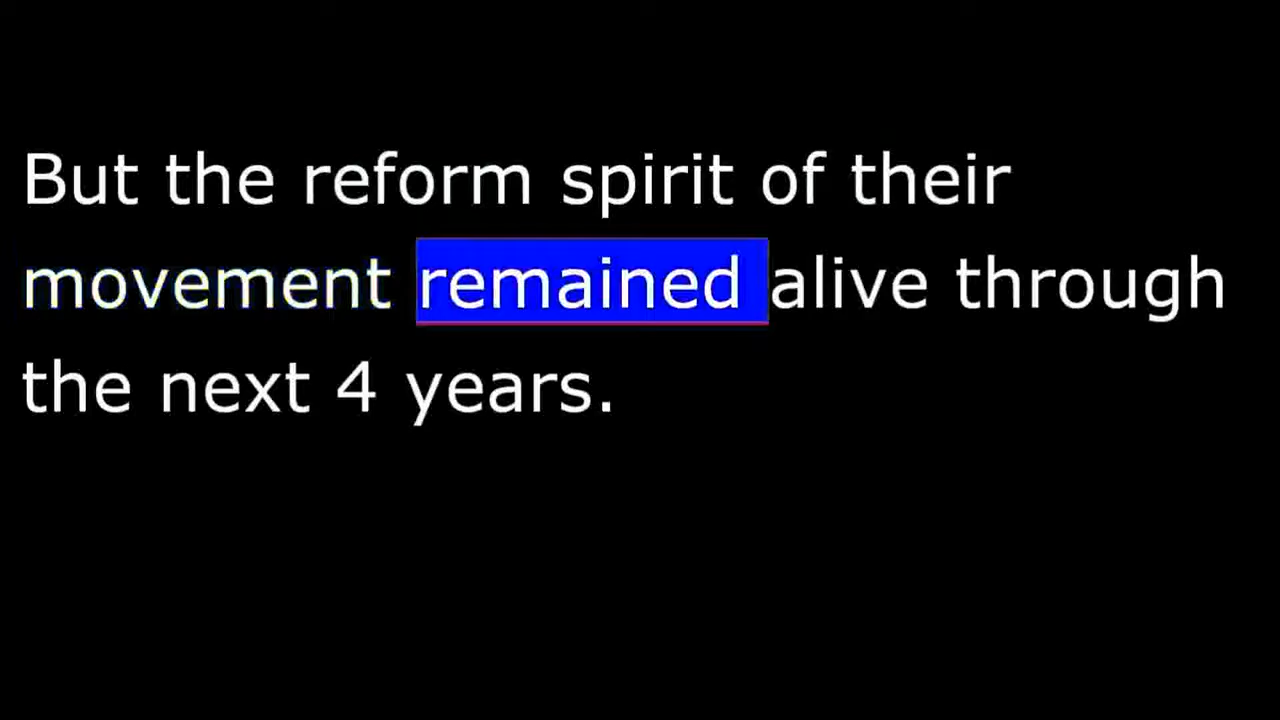 But the reform spirit of their
movement remained alive through
the next 4 years.